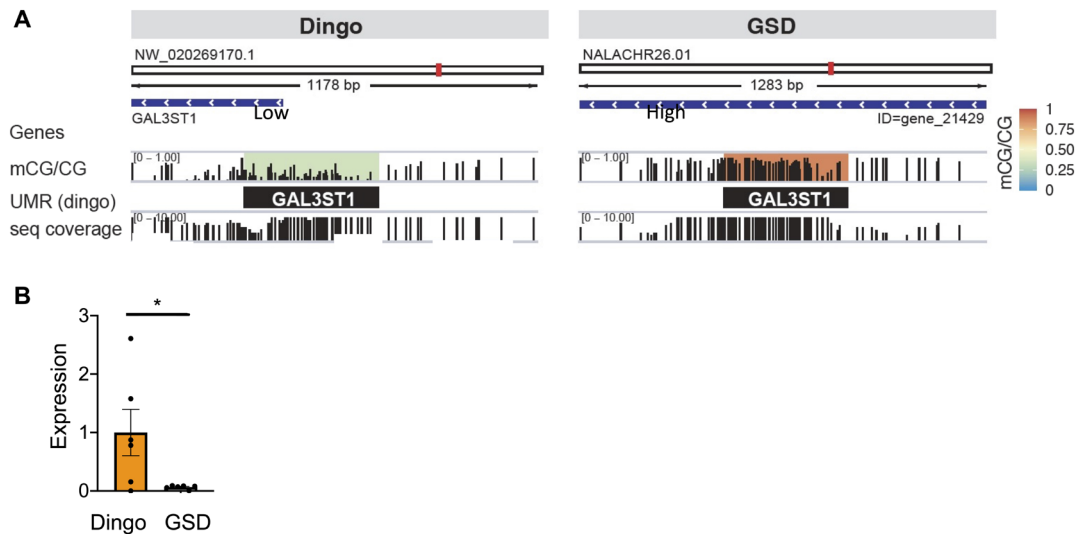 A
Dingo
GSD
NW_020269170.1
NALACHR26.01
1178 bp
1283 bp
GAL3ST1
Low
High
ID=gene_21429
Genes
mCG/CG
[0 – 1.00]
[0 – 1.00]
UMR (dingo)
GAL3ST1
GAL3ST1
seq coverage
[0 – 10.00]
[0 – 10.00]
mCG/CG
1
0.75
0.50
0.25
0
B
*
Expression
3
2
1
0
Dingo
GSD